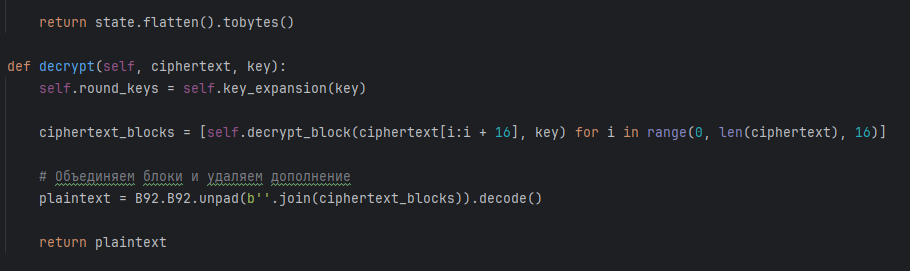 return state.flatten().tobytes()
def decrypt(self, ciphertext, key):
self.round_keys = self.key_expansion(key)
ciphertext_blocks = [self.decrypt_block(ciphertext[i:i + 16], key) for i in range(0, len(ciphertext), 16)]
# Объединяем блоки и удаляем дополнение
plaintext = B92.B92.unpad(b''.join(ciphertext_blocks)).decode()
return plaintext